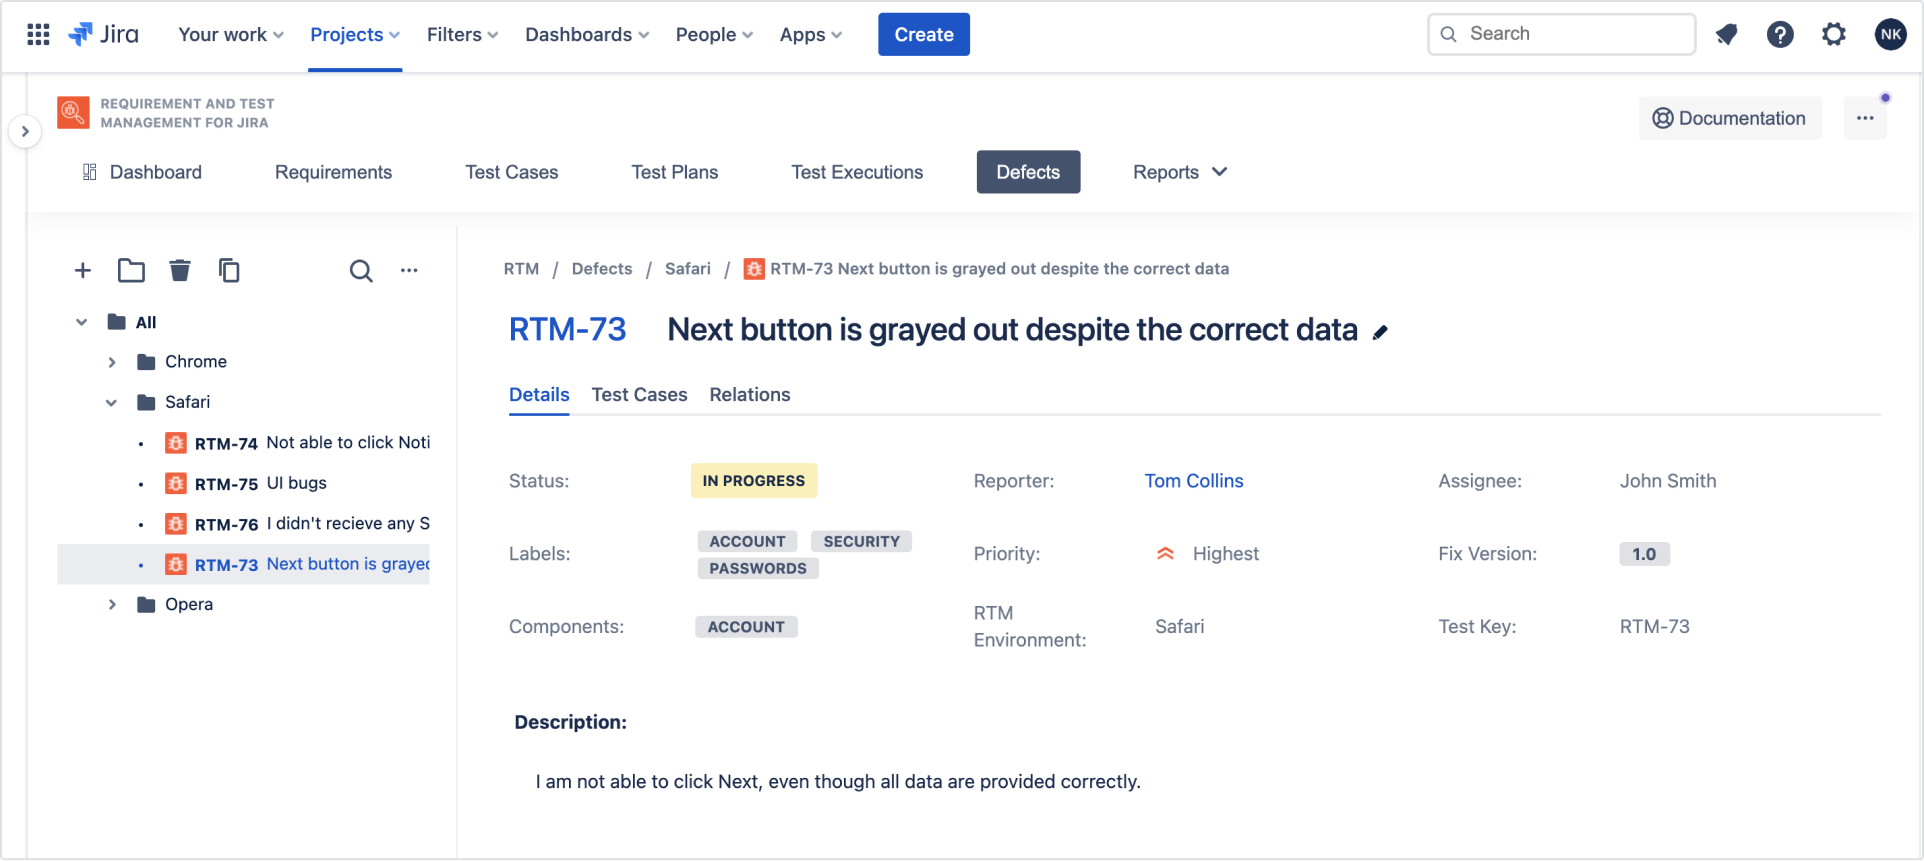 Jira Your work Projects Filters Dashboards People Apps Create Search NK
REQUIREMENT AND TEST
MANAGEMENT FOR JIRA
Documentation
Dashboard Requirements Test Cases Test Plans Test Executions Defects Reports
RTM / Defects / Safari / RTM-73 Next button is grayed out despite the correct data
All
Chrome
Safari
RTM-74 Not able to click Noti
RTM-75 UI bugs
RTM-76 I didn't recieve any S
RTM-73 Next button is grayed
Opera
RTM-73 Next button is grayed out despite the correct data
Details Test Cases Relations
Status: IN PROGRESS Reporter: Tom Collins Assignee: John Smith
Labels: ACCOUNT SECURITY
PASSWORDS
Priority: Highest Fix Version: 1.0
Components: ACCOUNT
RTM
Environment:
Safari Test Key: RTM-73
Description:
I am not able to click Next, even though all data are provided correctly.